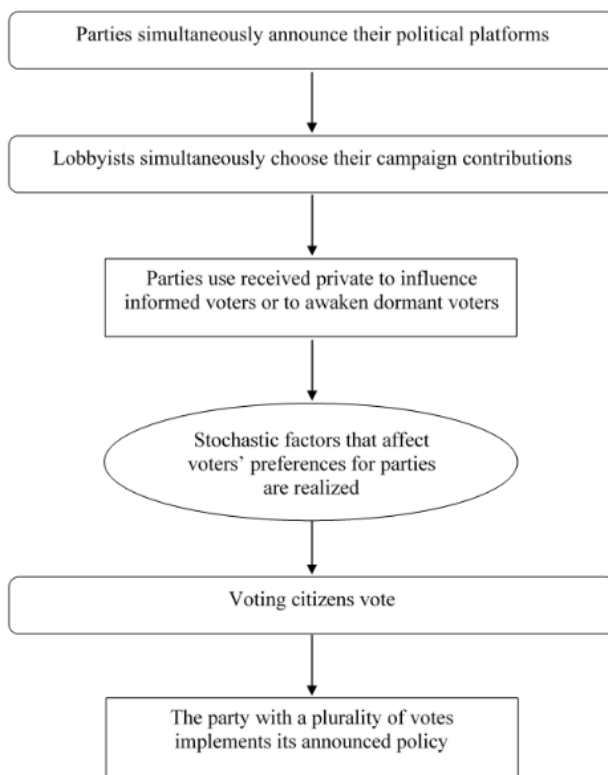 Parties simultaneously announce their political platforms
Lobbyists simultaneously choose their campaign contributions
Parties use received private to influence
informed voters or to awaken dormant voters
Stochastic factors that affect
voters’ preferences for parties
are realized
Voting citizens vote
The party with a plurality of votes
implements its announced policy